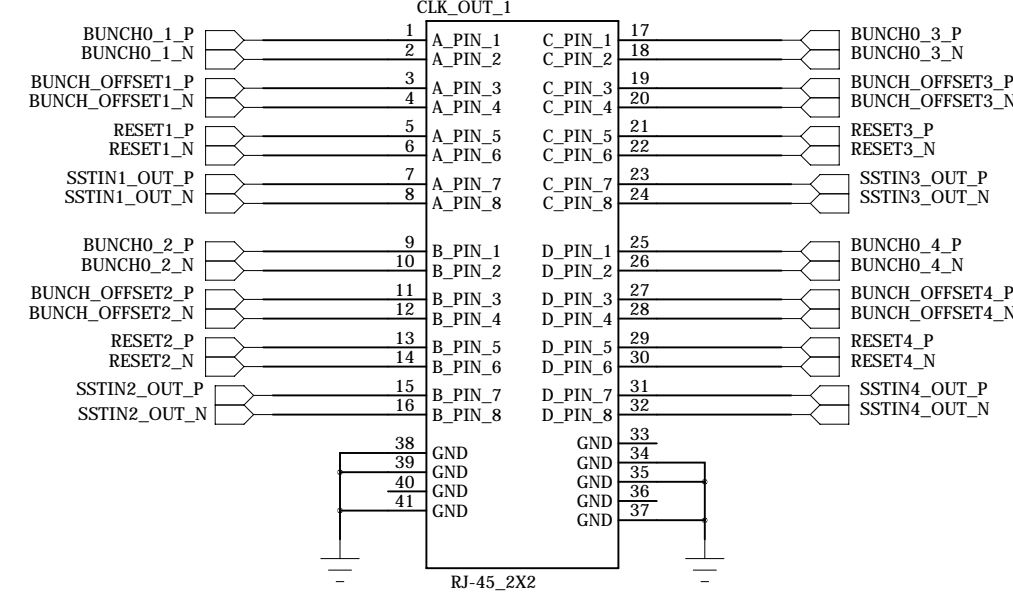 CLK_OUT_1
BUNCH0_1_P 1 A_PIN_1 C_PIN_1 17 BUNCH0_3_P
BUNCH0_1_N 2 A_PIN_2 C_PIN_2 18 BUNCH0_3_N
BUNCH_OFFSET1_P 3 A_PIN_3 C_PIN_3 19 BUNCH_OFFSET3_P
BUNCH_OFFSET1_N 4 A_PIN_4 C_PIN_4 20 BUNCH_OFFSET3_N
RESET1_P 5 A_PIN_5 C_PIN_5 21 RESET3_P
RESET1_N 6 A_PIN_6 C_PIN_6 22 RESET3_N
SSTIN1_OUT_P 7 A_PIN_7 C_PIN_7 23 SSTIN3_OUT_P
SSTIN1_OUT_N 8 A_PIN_8 C_PIN_8 24 SSTIN3_OUT_N
BUNCH0_2_P 9 B_PIN_1 D_PIN_1 25 BUNCH0_4_P
BUNCH0_2_N 10 B_PIN_2 D_PIN_2 26 BUNCH0_4_N
BUNCH_OFFSET2_P 11 B_PIN_3 D_PIN_3 27 BUNCH_OFFSET4_P
BUNCH_OFFSET2_N 12 B_PIN_4 D_PIN_4 28 BUNCH_OFFSET4_N
RESET2_P 13 B_PIN_5 D_PIN_5 29 RESET4_P
RESET2_N 14 B_PIN_6 D_PIN_6 30 RESET4_N
SSTIN2_OUT_P 15 B_PIN_7 D_PIN_7 31 SSTIN4_OUT_P
SSTIN2_OUT_N 16 B_PIN_8 D_PIN_8 32 SSTIN4_OUT_N
GND 33
38 GND GND 34
39 GND GND 35
40 GND GND 36
41 GND GND 37
RJ-45_2X2